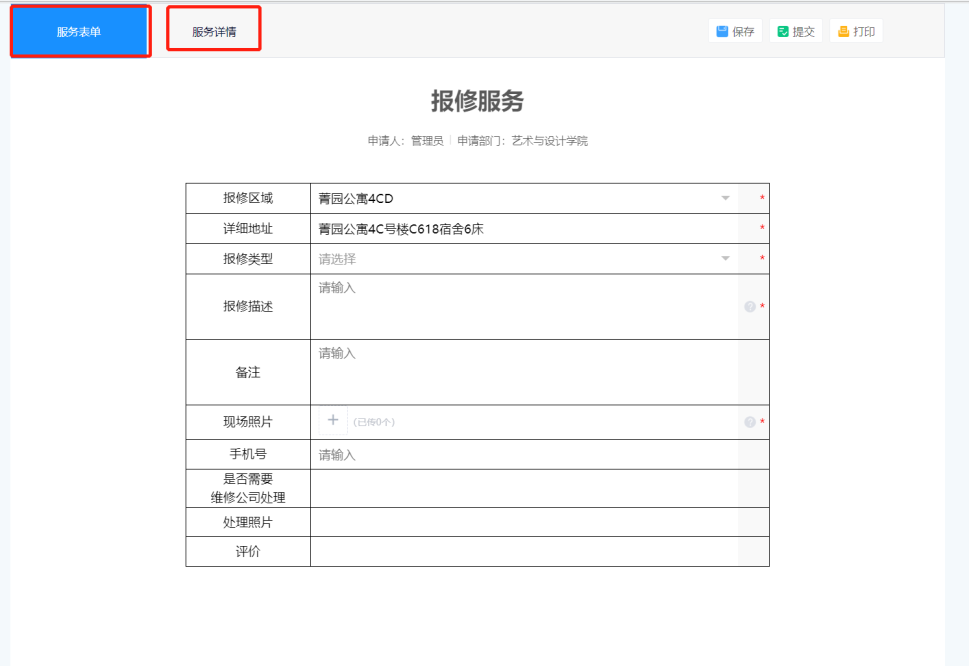 服务表单
服务详情
保存
提交
打印
报修服务
申请人：管理员
申请部门：艺术与设计学院
报修区域
菁园公寓4CD
*
详细地址
菁园公寓4C号楼C618宿舍6床
*
报修类型
请选择
*
报修描述
请输入
? *
备注
请输入
现场照片
+ (已传0个)
? *
手机号
请输入
是否需要
维修公司处理
处理照片
评价